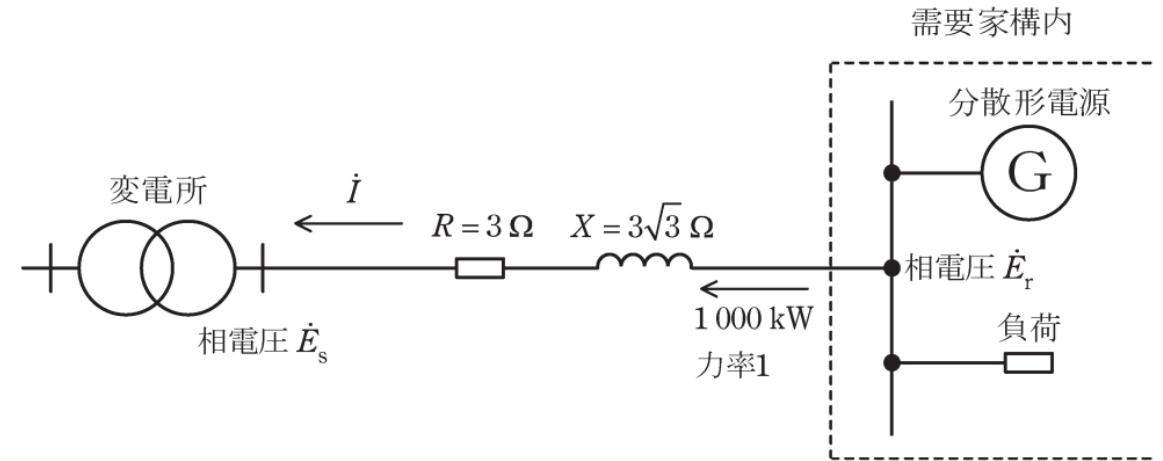 需要家構内
分散形電源
G
変電所
İ
R = 3 Ω
X = 3√3 Ω
相電圧 Ėr
1 000 kW
力率1
相電圧 Ės
負荷